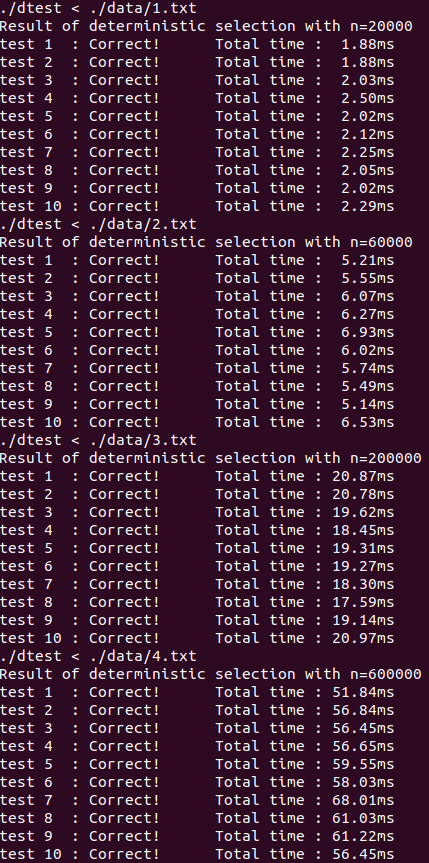 ./dtest < ./data/1.txt
Result of deterministic selection with n=20000
test 1  : Correct!      Total time :  1.88ms
test 2  : Correct!      Total time :  1.88ms
test 3  : Correct!      Total time :  2.03ms
test 4  : Correct!      Total time :  2.50ms
test 5  : Correct!      Total time :  2.02ms
test 6  : Correct!      Total time :  2.12ms
test 7  : Correct!      Total time :  2.25ms
test 8  : Correct!      Total time :  2.05ms
test 9  : Correct!      Total time :  2.02ms
test 10 : Correct!      Total time :  2.29ms
./dtest < ./data/2.txt
Result of deterministic selection with n=60000
test 1  : Correct!      Total time :  5.21ms
test 2  : Correct!      Total time :  5.55ms
test 3  : Correct!      Total time :  6.07ms
test 4  : Correct!      Total time :  6.27ms
test 5  : Correct!      Total time :  6.93ms
test 6  : Correct!      Total time :  6.02ms
test 7  : Correct!      Total time :  5.74ms
test 8  : Correct!      Total time :  5.49ms
test 9  : Correct!      Total time :  5.14ms
test 10 : Correct!      Total time :  6.53ms
./dtest < ./data/3.txt
Result of deterministic selection with n=200000
test 1  : Correct!      Total time : 20.87ms
test 2  : Correct!      Total time : 20.78ms
test 3  : Correct!      Total time : 19.62ms
test 4  : Correct!      Total time : 18.45ms
test 5  : Correct!      Total time : 19.31ms
test 6  : Correct!      Total time : 19.27ms
test 7  : Correct!      Total time : 18.30ms
test 8  : Correct!      Total time : 17.59ms
test 9  : Correct!      Total time : 19.14ms
test 10 : Correct!      Total time : 20.97ms
./dtest < ./data/4.txt
Result of deterministic selection with n=600000
test 1  : Correct!      Total time : 51.84ms
test 2  : Correct!      Total time : 56.84ms
test 3  : Correct!      Total time : 56.45ms
test 4  : Correct!      Total time : 56.65ms
test 5  : Correct!      Total time : 59.55ms
test 6  : Correct!      Total time : 58.03ms
test 7  : Correct!      Total time : 68.01ms
test 8  : Correct!      Total time : 61.03ms
test 9  : Correct!      Total time : 61.22ms
test 10 : Correct!      Total time : 56.45ms